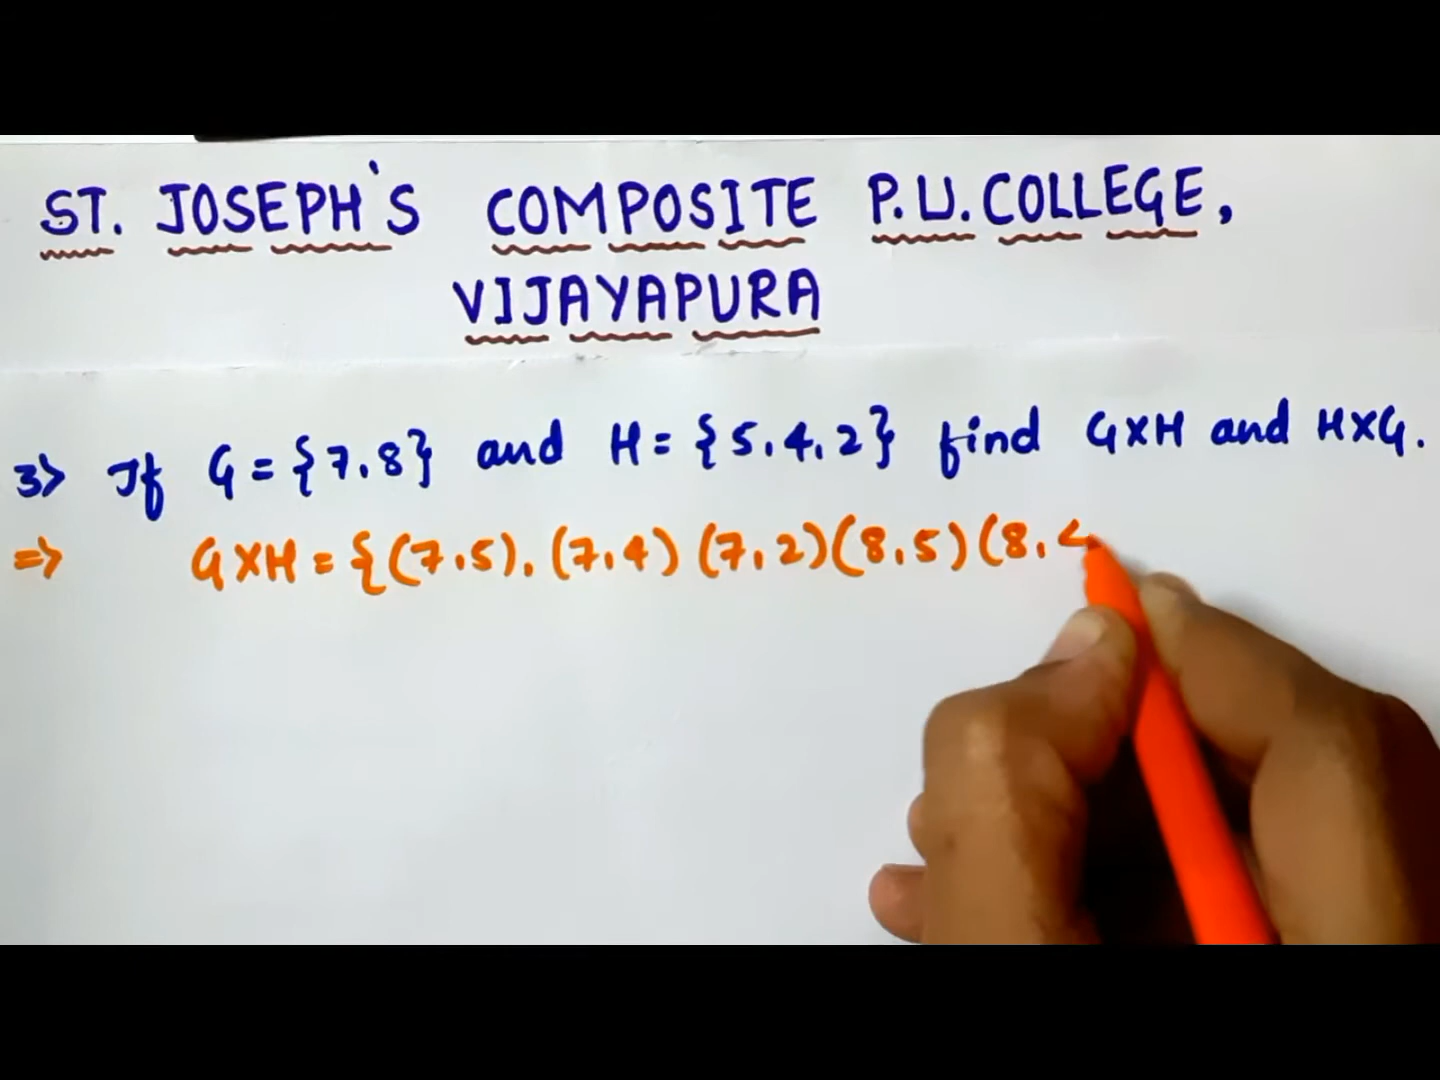 ST. JOSEPH'S COMPOSITE P.U. COLLEGE,
VIJAYAPURA
3> If G = {7, 8} and H = {5, 4, 2} find G×H and H×G.
=> G×H = {(7,5), (7,4) (7,2)(8,5)(8,4